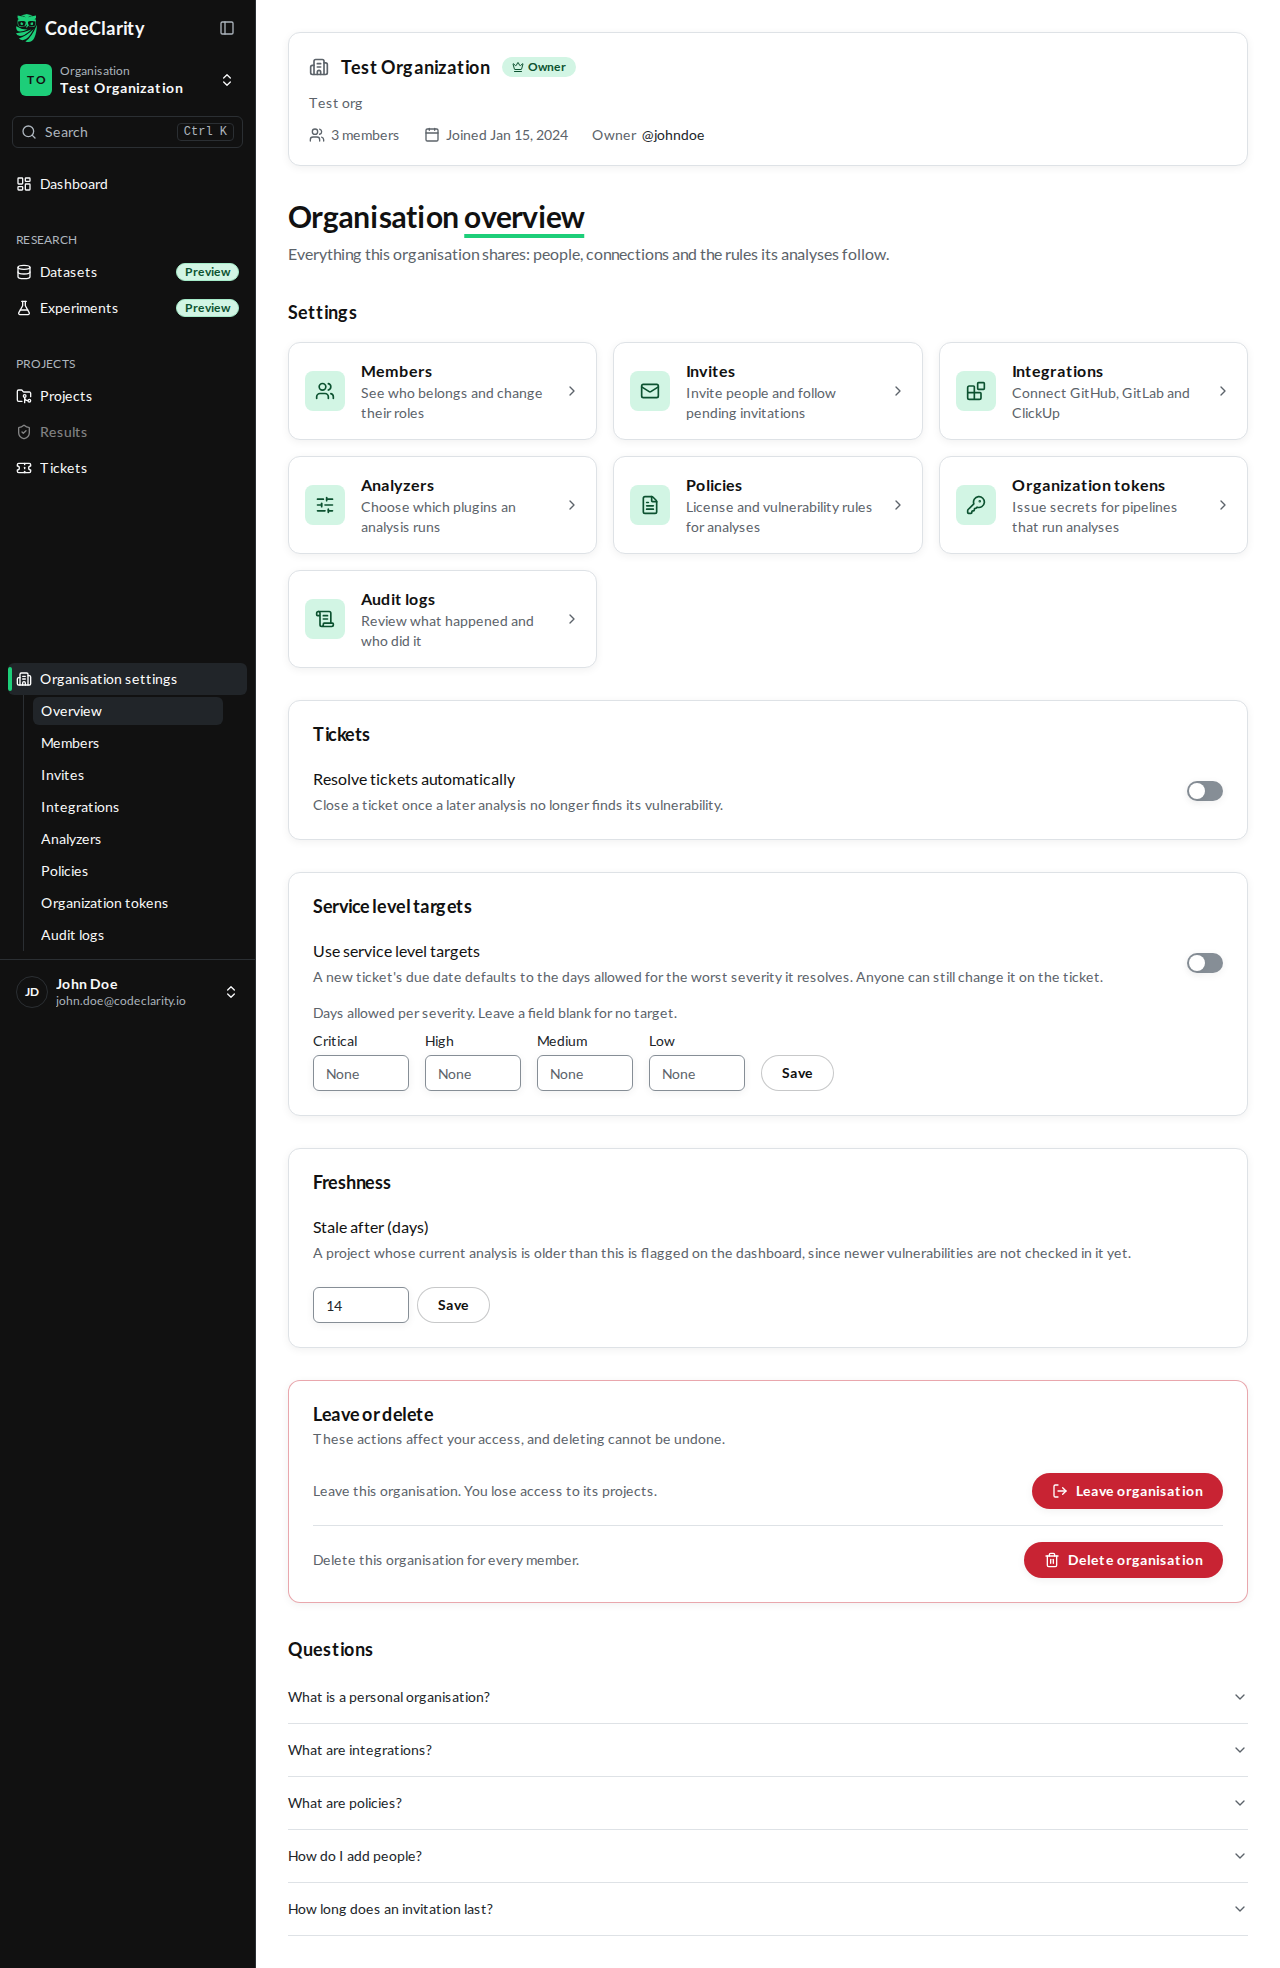 CodeClarity
TO
Organisation
Test Organization
Search
Ctrl K
Dashboard
RESEARCH
Datasets
Preview
Experiments
Preview
PROJECTS
Projects
Results
Tickets
Organisation settings
Overview
Members
Invites
Integrations
Analyzers
Policies
Organization tokens
Audit logs
JD
John Doe
john.doe@codeclarity.io
Test Organization
Owner
Test org
3 members
Joined Jan 15, 2024
Owner @johndoe
Organisation overview
Everything this organisation shares: people, connections and the rules its analyses follow.
Settings
Members
See who belongs and change
their roles
Invites
Invite people and follow
pending invitations
Integrations
Connect GitHub, GitLab and
ClickUp
Analyzers
Choose which plugins an
analysis runs
Policies
License and vulnerability rules
for analyses
Organization tokens
Issue secrets for pipelines
that run analyses
Audit logs
Review what happened and
who did it
Tickets
Resolve tickets automatically
Close a ticket once a later analysis no longer finds its vulnerability.
Service level targets
Use service level targets
A new ticket's due date defaults to the days allowed for the worst severity it resolves. Anyone can still change it on the ticket.
Days allowed per severity. Leave a field blank for no target.
Critical
High
Medium
Low
None
None
None
None
Save
Freshness
Stale after (days)
A project whose current analysis is older than this is flagged on the dashboard, since newer vulnerabilities are not checked in it yet.
14
Save
Leave or delete
These actions affect your access, and deleting cannot be undone.
Leave this organisation. You lose access to its projects.
Leave organisation
Delete this organisation for every member.
Delete organisation
Questions
What is a personal organisation?
What are integrations?
What are policies?
How do I add people?
How long does an invitation last?